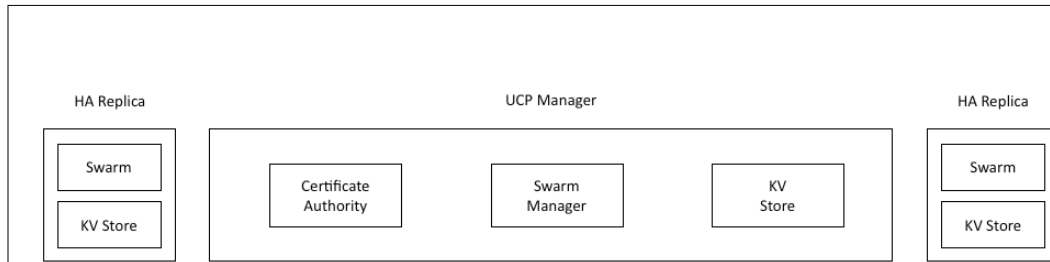 HA Replica
UCP Manager
HA Replica
Swarm
KV Store
Certificate
Authority
Swarm
Manager
KV
Store
Swarm
KV Store